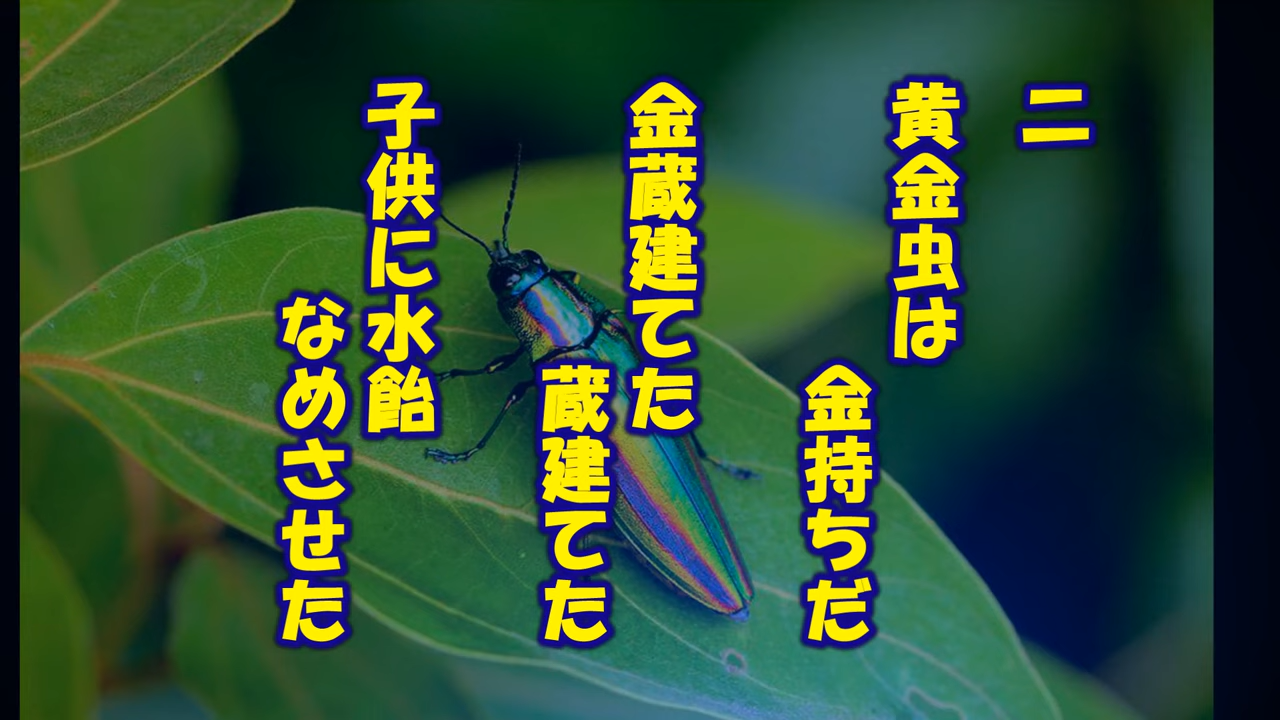 二
黄金虫は
金持ちだ
金蔵建てた
蔵建てた
子供に水飴
なめさせた